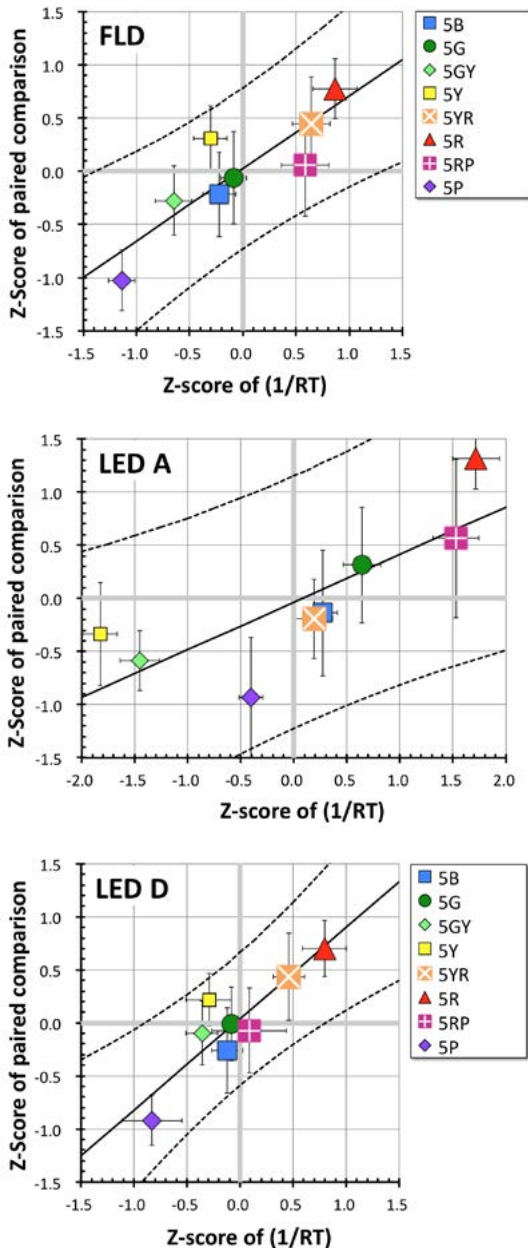 FLD
1.5
1.0
0.5
0.0
-0.5
-1.0
-1.5
Z-Score of paired comparison
-1.5 -1.0 -0.5 0.0 0.5 1.0 1.5
Z-score of (1/RT)
5B
5G
5GY
5Y
5YR
5R
5RP
5P
LED A
1.5
1.0
0.5
0.0
-0.5
-1.0
-1.5
Z-Score of paired comparison
-2.0 -1.5 -1.0 -0.5 0.0 0.5 1.0 1.5 2.0
Z-score of (1/RT)
LED D
1.5
1.0
0.5
0.0
-0.5
-1.0
-1.5
Z-Score of paired comparison
-1.5 -1.0 -0.5 0.0 0.5 1.0 1.5
Z-score of (1/RT)
5B
5G
5GY
5Y
5YR
5R
5RP
5P